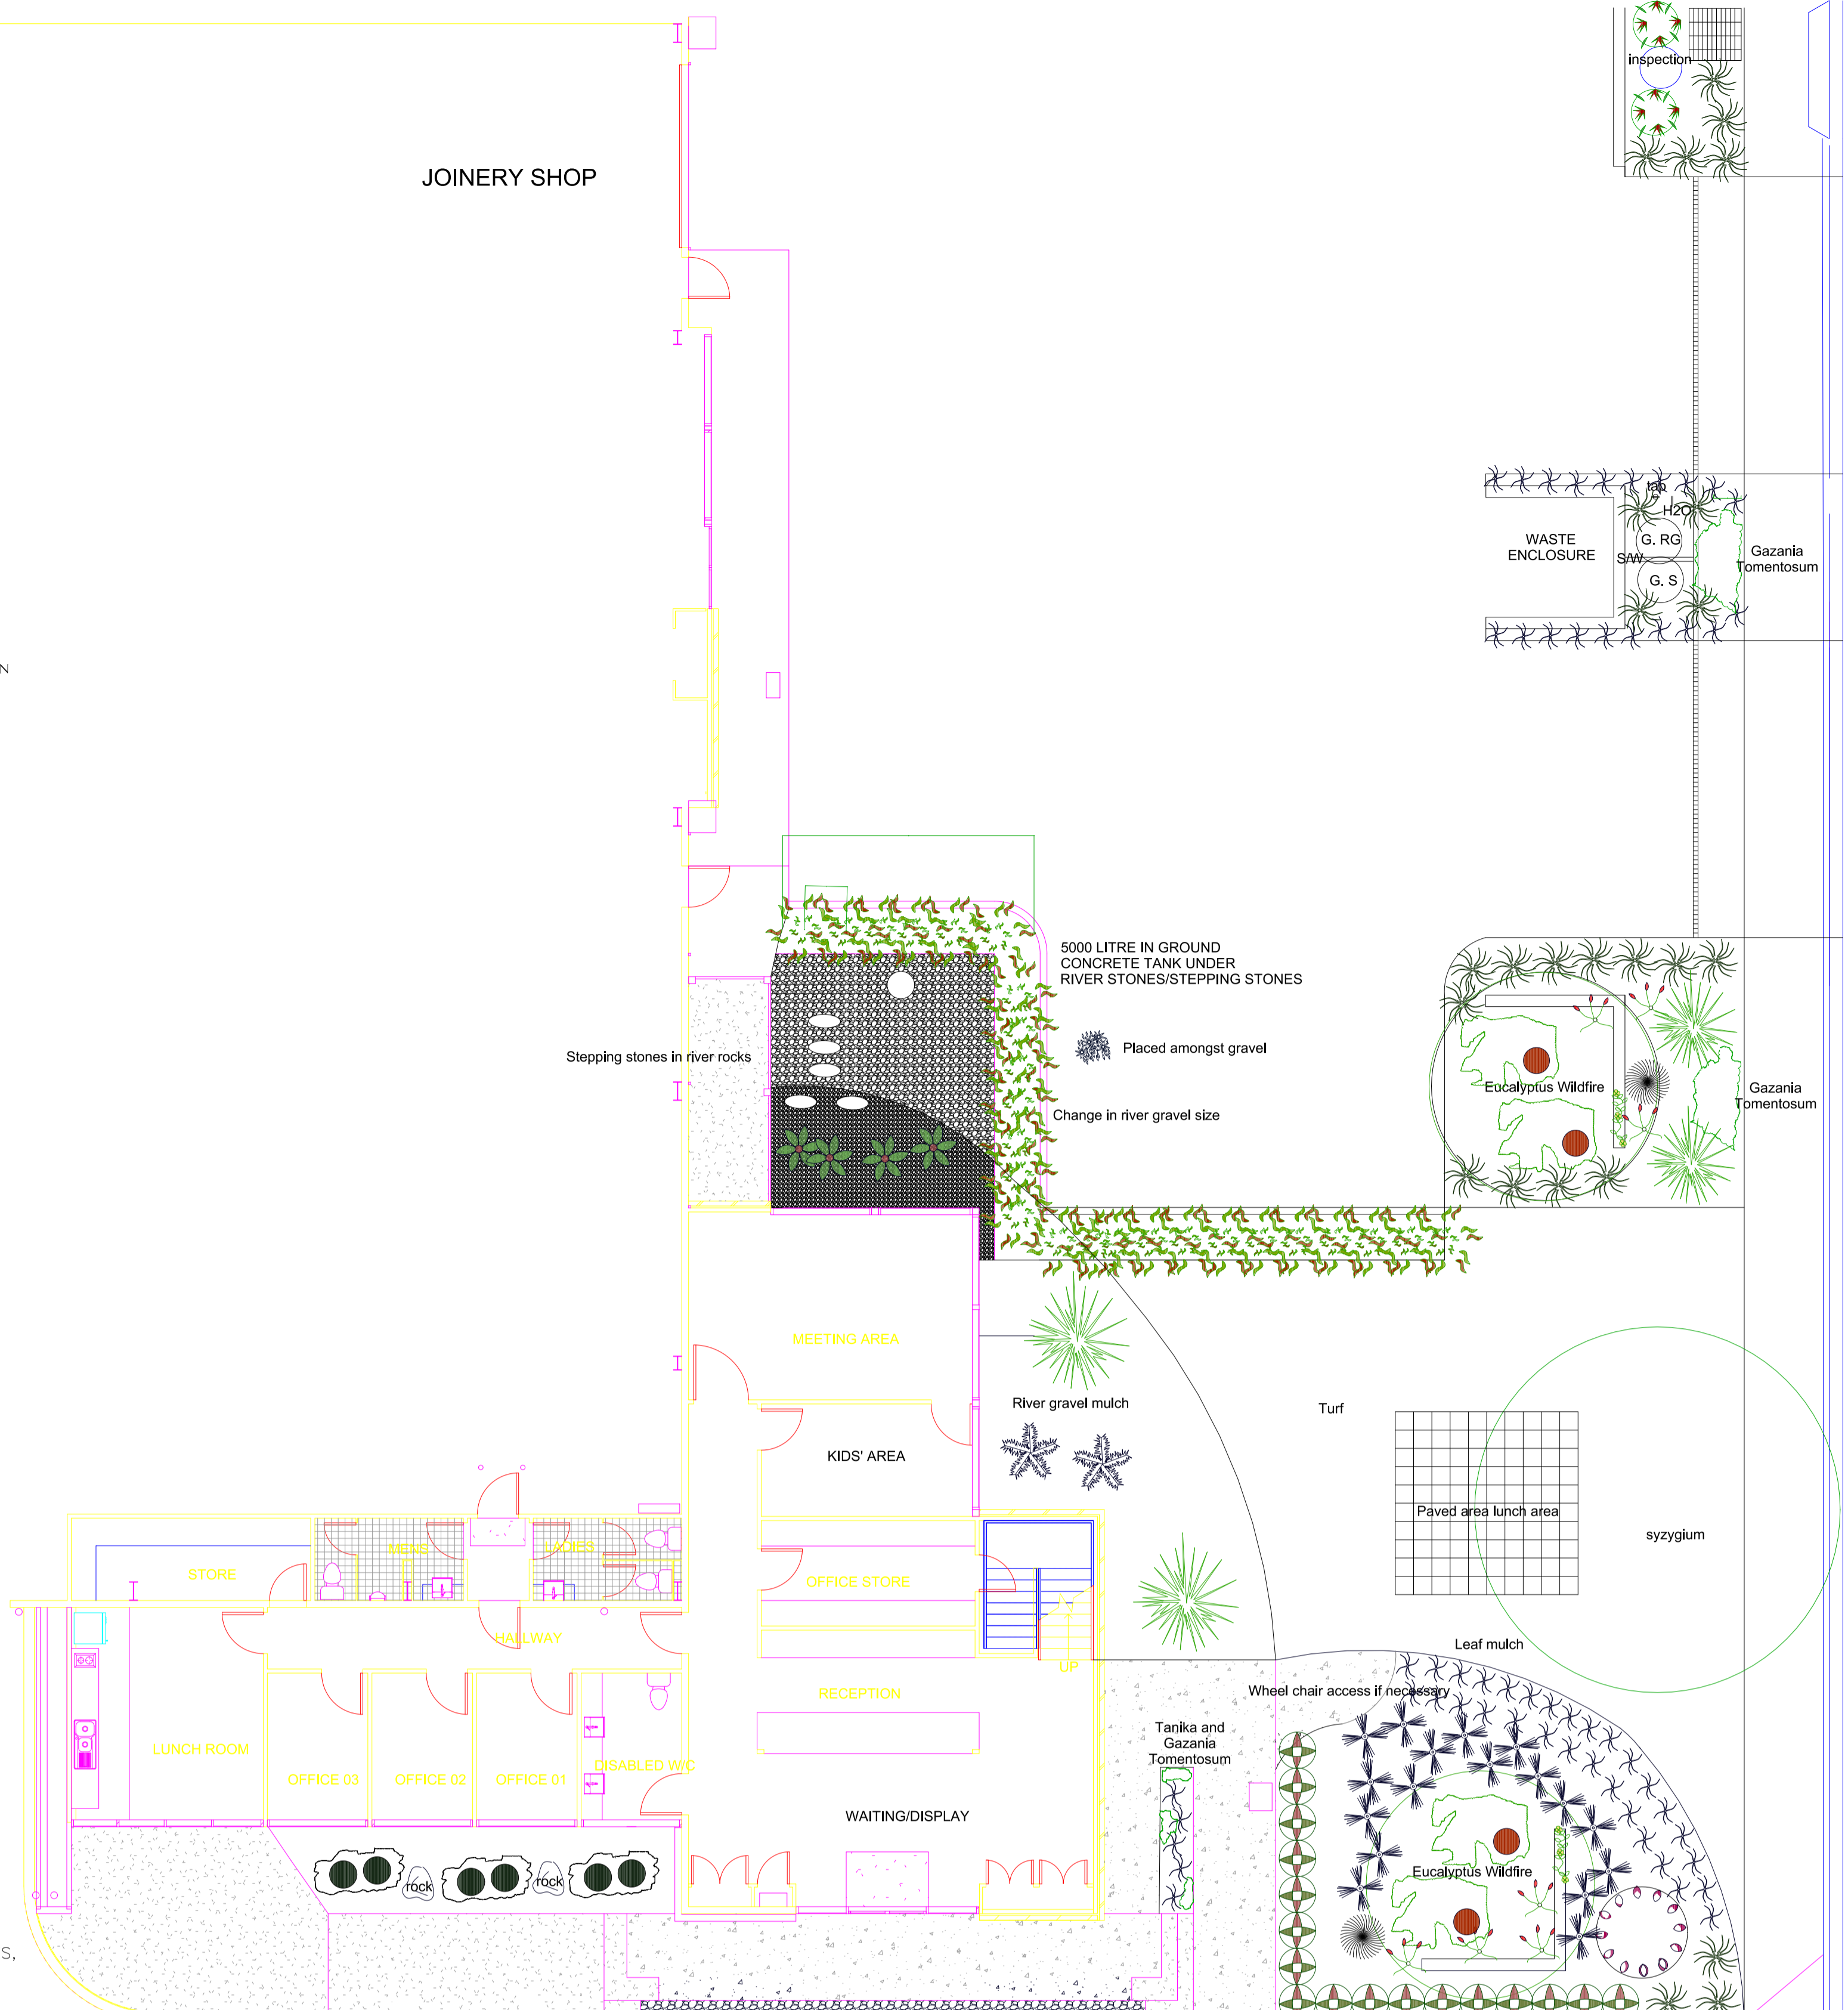 inspection
JOINERY SHOP
tap
H2O
WASTE
ENCLOSURE
S/W
G. RG
G. S
Gazania
Tomentosum
N
5000 LITRE IN GROUND
CONCRETE TANK UNDER
RIVER STONES/STEPPING STONES
Stepping stones in river rocks
Placed amongst gravel
Change in river gravel size
Eucalyptus Wildfire
Gazania
Tomentosum
MEETING AREA
River gravel mulch
Turf
KIDS' AREA
Paved area lunch area
syzygium
MENS
LADIES
STORE
OFFICE STORE
HALLWAY
Leaf mulch
UP
RECEPTION
Wheel chair access if necessary
Tanika and
Gazania
Tomentosum
LUNCH ROOM
OFFICE 03
OFFICE 02
OFFICE 01
DISABLED W/C
WAITING/DISPLAY
rock
rock
Eucalyptus Wildfire
S,